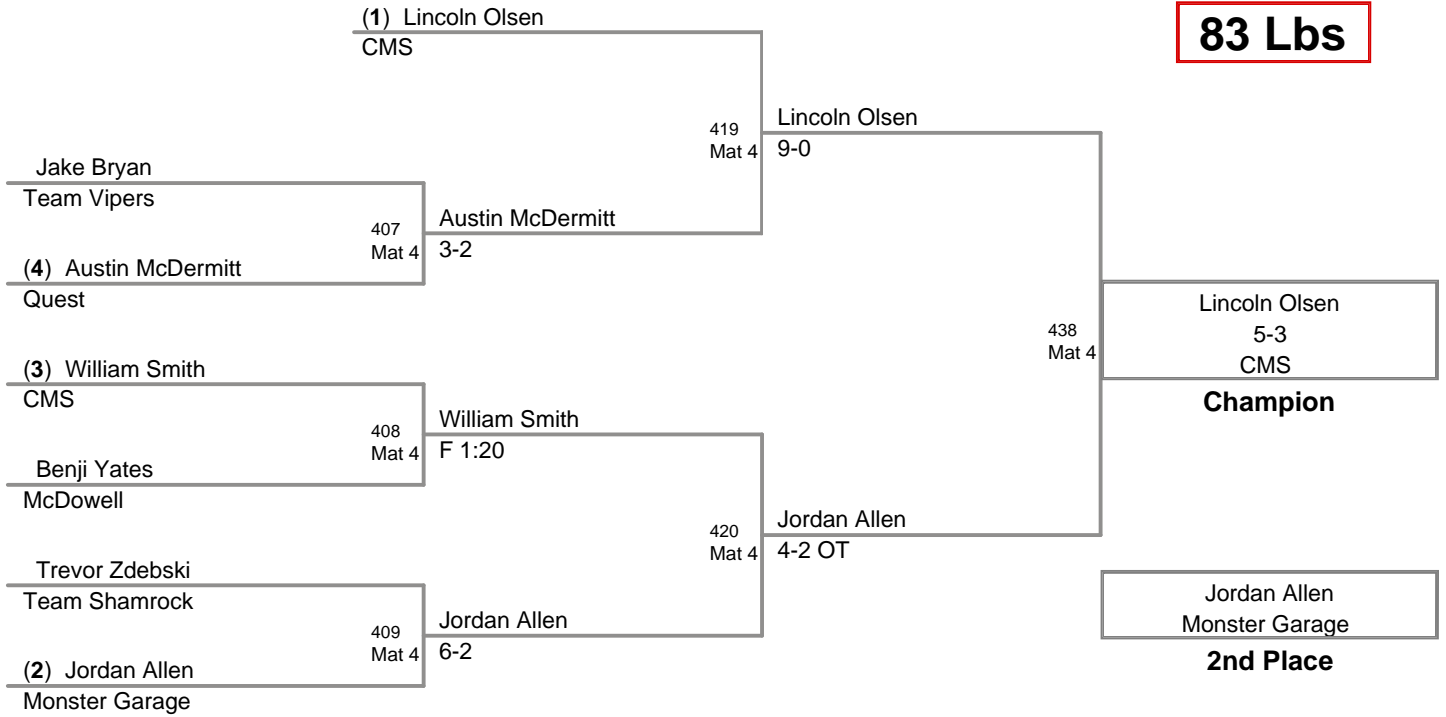 (1) Lincoln Olsen
CMS
83 Lbs
419
Mat 4
Lincoln Olsen
9-0
Jake Bryan
Team Vipers
407
Mat 4
Austin McDermitt
3-2
(4) Austin McDermitt
Quest
438
Mat 4
Lincoln Olsen
5-3
CMS
Champion
(3) William Smith
CMS
408
Mat 4
William Smith
F 1:20
Benji Yates
McDowell
420
Mat 4
Jordan Allen
4-2 OT
Trevor Zdebski
Team Shamrock
409
Mat 4
Jordan Allen
6-2
(2) Jordan Allen
Monster Garage
Jordan Allen
Monster Garage
2nd Place